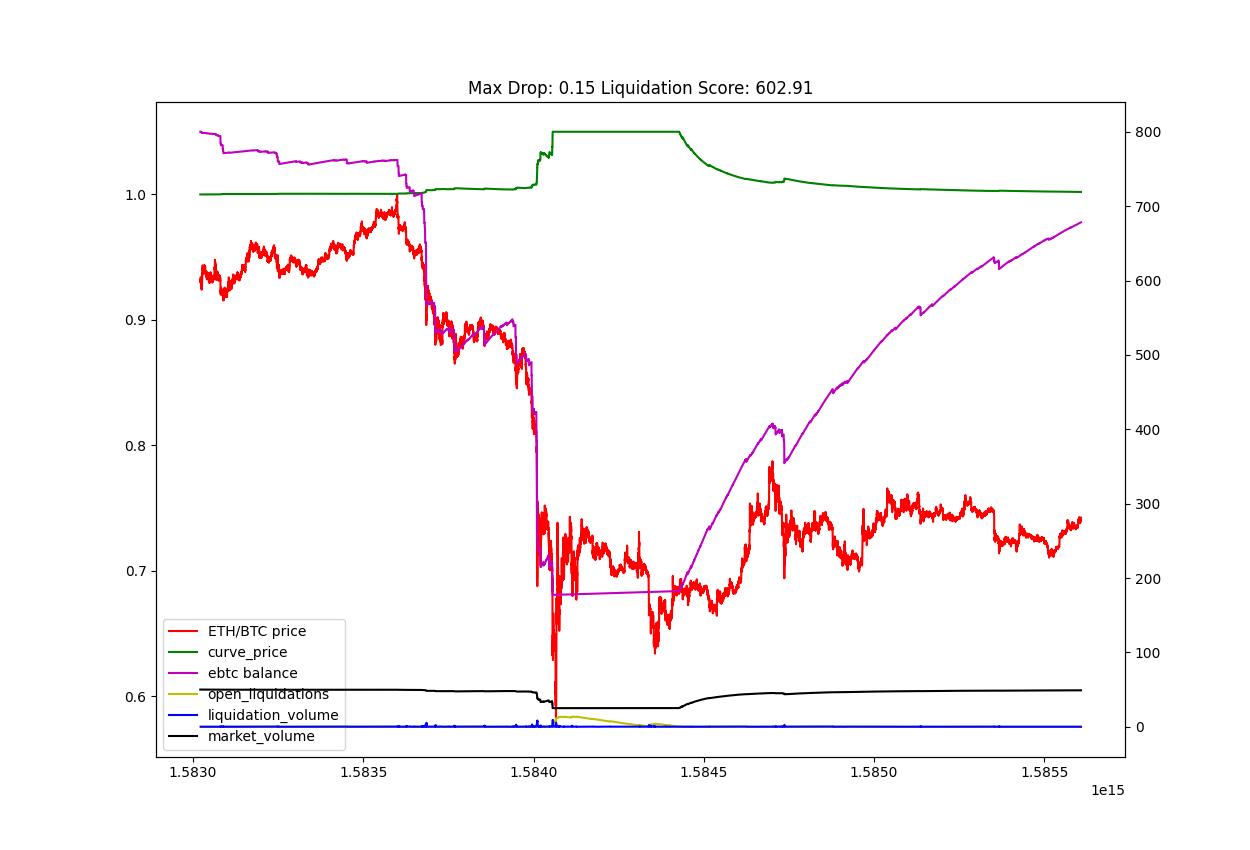 Max Drop: 0.15 Liquidation Score: 602.91
1.0
0.9
0.8
0.7
0.6
800
700
600
500
400
300
200
100
0
ETH/BTC price
curve_price
ebtc balance
open_liquidations
liquidation_volume
market_volume
1.5830 1.5835 1.5840 1.5845 1.5850 1.5855
1e15